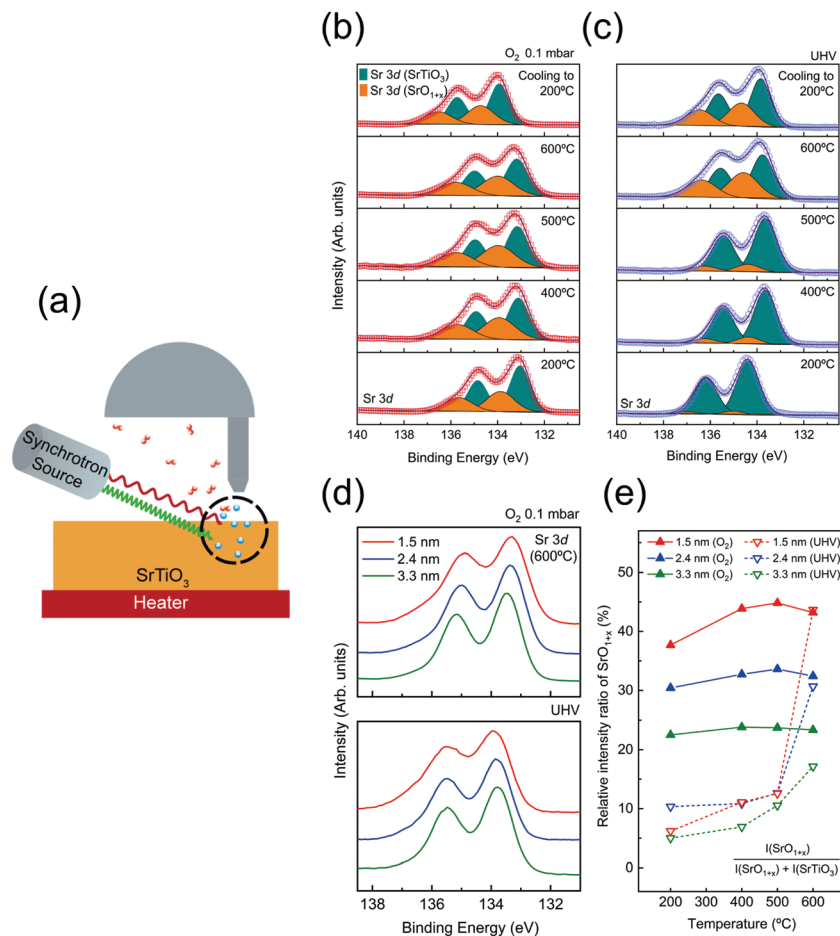 (a)
Synchrotron
Source
SrTiO₃
Heater
(b)
O₂ 0.1 mbar
Sr 3d (SrTiO₃)
Sr 3d (SrO₁₊ₓ)
Cooling to
200ºC
600ºC
500ºC
400ºC
200ºC
Sr 3d
Intensity (Arb. units)
140 138 136 134 132
Binding Energy (eV)
(c)
UHV
Cooling to
200ºC
600ºC
500ºC
400ºC
200ºC
Sr 3d
140 138 136 134 132
Binding Energy (eV)
(d)
O₂ 0.1 mbar
1.5 nm
2.4 nm
3.3 nm
Sr 3d
(600ºC)
UHV
Intensity (Arb. units)
138 136 134 132
Binding Energy (eV)
(e)
1.5 nm (O₂) 1.5 nm (UHV)
2.4 nm (O₂) 2.4 nm (UHV)
3.3 nm (O₂) 3.3 nm (UHV)
Relative intensity ratio of SrO₁₊ₓ (%)
50
45
40
30
20
10
0
I(SrO₁₊ₓ)
I(SrO₁₊ₓ) + I(SrTiO₃)
200 300 400 500 600
Temperature (ºC)